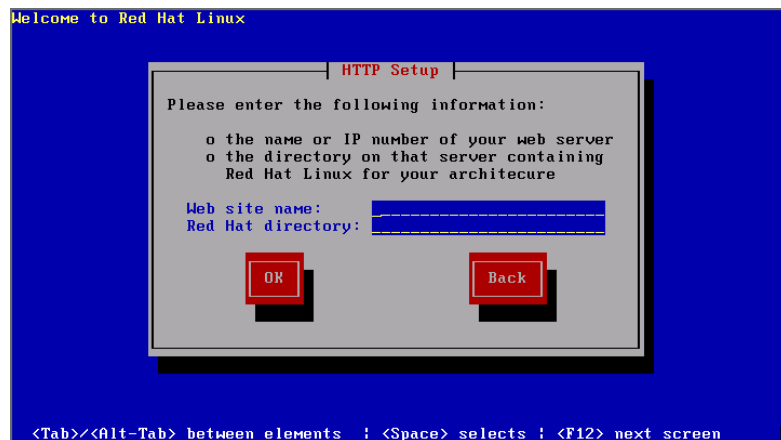 Welcome to Red Hat Linux
HTTP Setup
Please enter the following information:
o the name or IP number of your web server
o the directory on that server containing
Red Hat Linux for your architecure
Web site name:
Red Hat directory:
OK Back
<Tab>/<Alt-Tab> between elements ¦ <Space> selects ¦ <F12> next screen